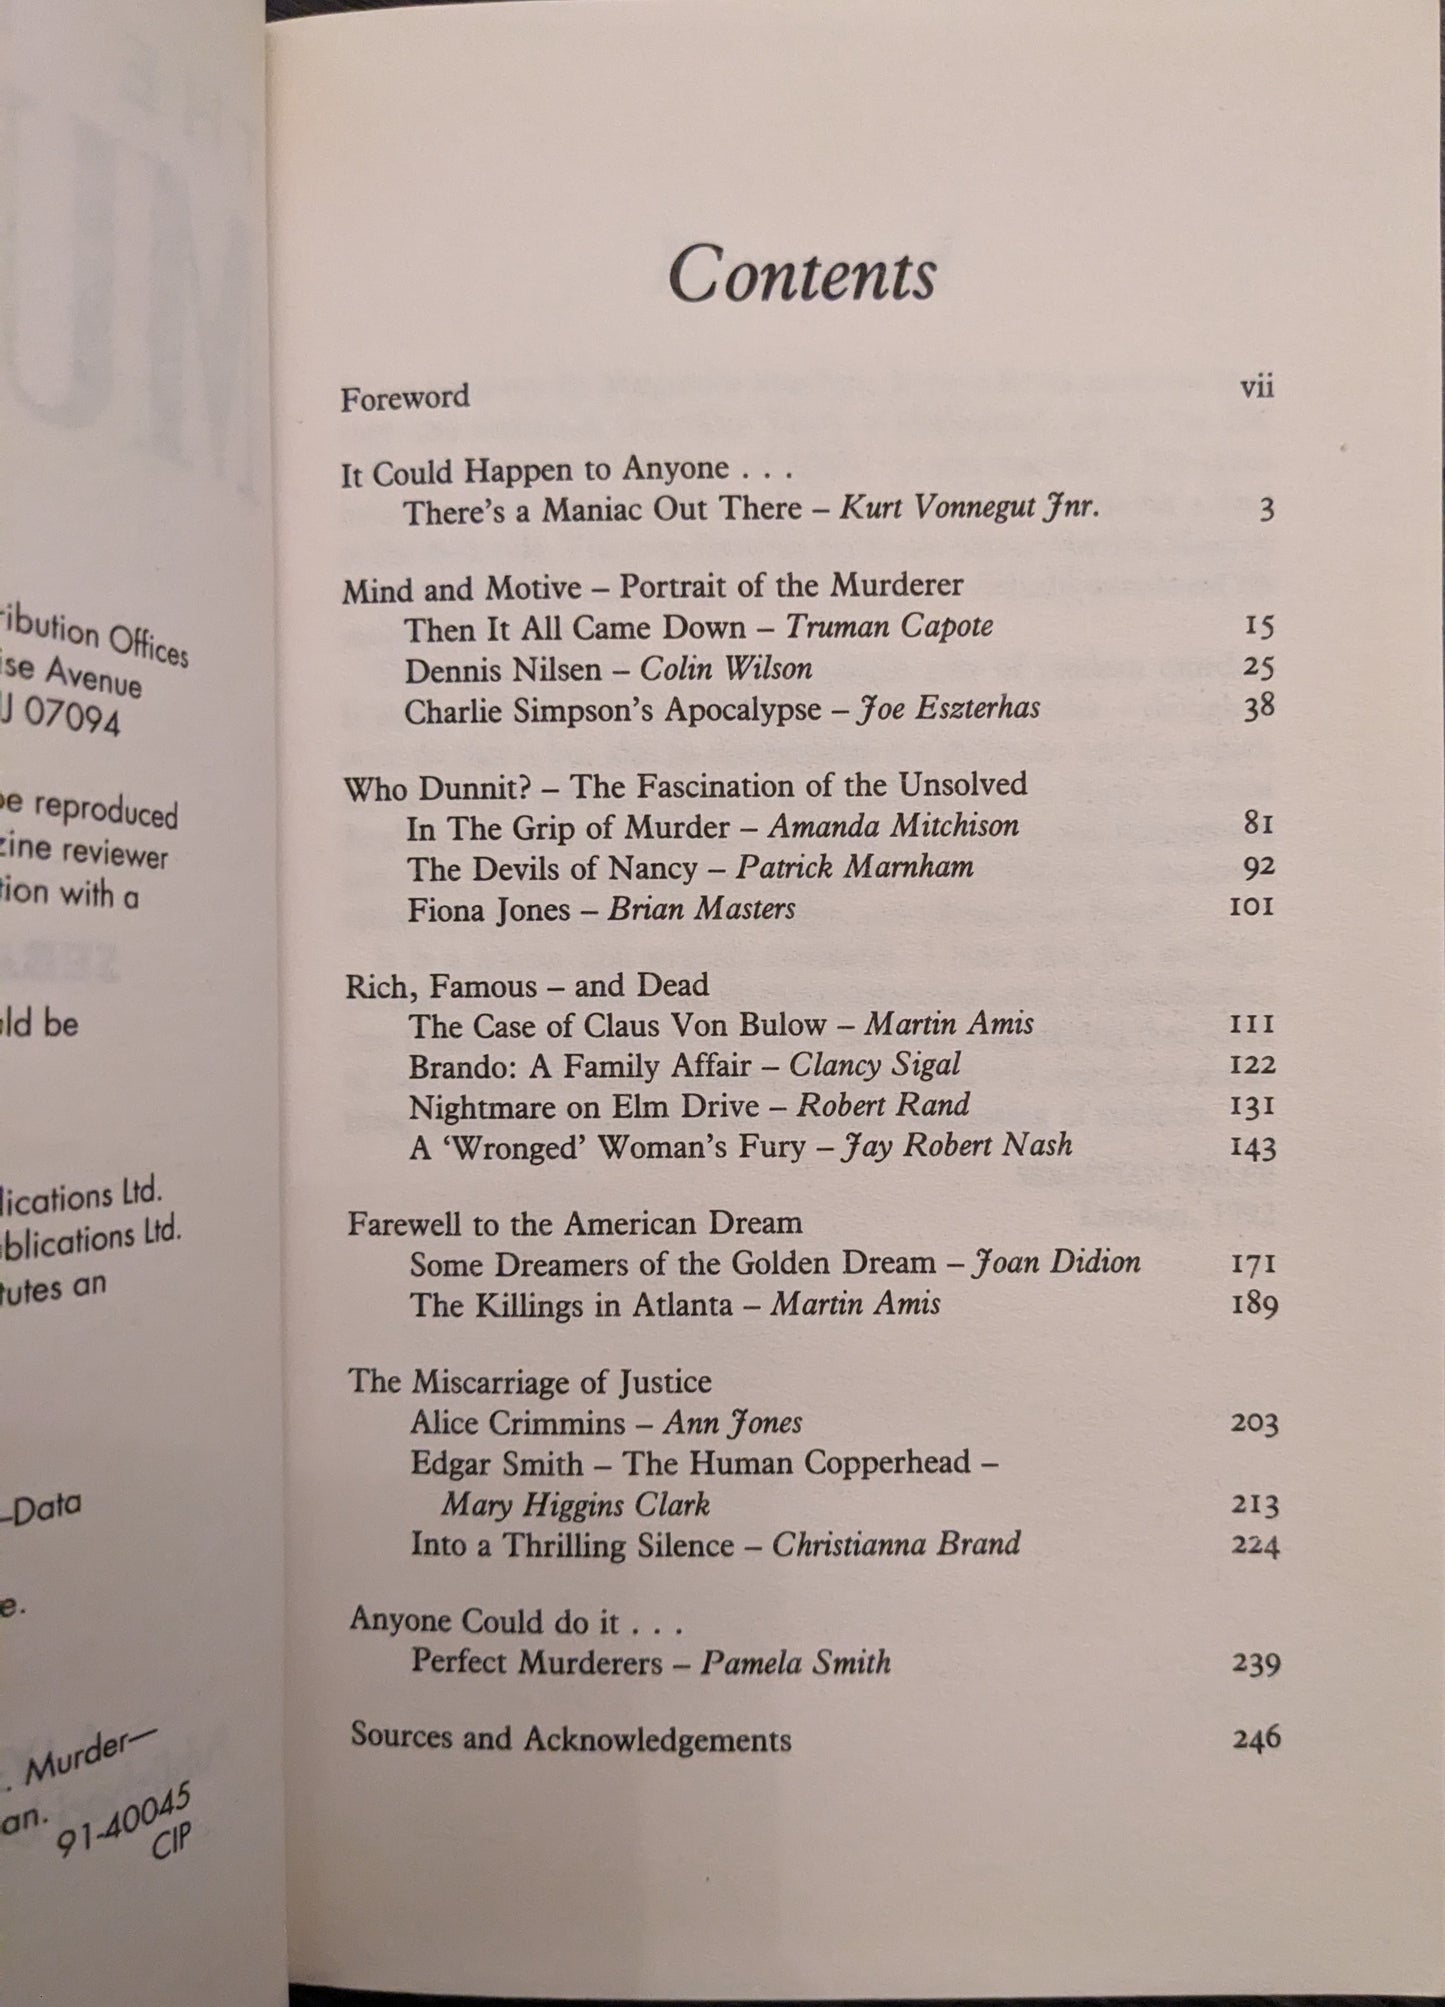 ribution Offices
ise Avenue
NJ 07094
be reproduced
zine reviewer
tion with a
uld be
lications Ltd.
blications Ltd.
tutes an
–Data
e.
. Murder—
an.
91-40045
CIP
Contents
Foreword vii
It Could Happen to Anyone . . .
There's a Maniac Out There – Kurt Vonnegut Jnr. 3
Mind and Motive – Portrait of the Murderer
Then It All Came Down – Truman Capote 15
Dennis Nilsen – Colin Wilson 25
Charlie Simpson's Apocalypse – Joe Eszterhas 38
Who Dunnit? – The Fascination of the Unsolved
In The Grip of Murder – Amanda Mitchison 81
The Devils of Nancy – Patrick Marnham 92
Fiona Jones – Brian Masters 101
Rich, Famous – and Dead
The Case of Claus Von Bulow – Martin Amis 111
Brando: A Family Affair – Clancy Sigal 122
Nightmare on Elm Drive – Robert Rand 131
A ‘Wronged’ Woman's Fury – Jay Robert Nash 143
Farewell to the American Dream
Some Dreamers of the Golden Dream – Joan Didion 171
The Killings in Atlanta – Martin Amis 189
The Miscarriage of Justice
Alice Crimmins – Ann Jones 203
Edgar Smith – The Human Copperhead –
Mary Higgins Clark 213
Into a Thrilling Silence – Christianna Brand 224
Anyone Could do it . . .
Perfect Murderers – Pamela Smith 239
Sources and Acknowledgements 246